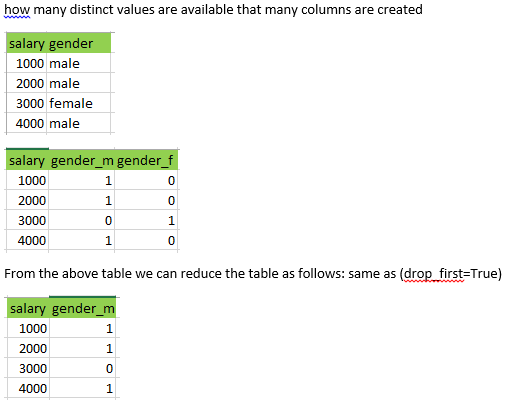 how many distinct values are available that many columns are created
salary gender
1000 male
2000 male
3000 female
4000 male
salary gender_m gender_f
1000 1 0
2000 1 0
3000 0 1
4000 1 0
From the above table we can reduce the table as follows: same as (drop_first=True)
salary gender_m
1000 1
2000 1
3000 0
4000 1